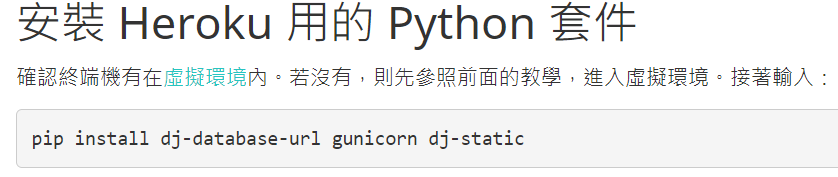 安裝 Heroku 用的 Python 套件
確認終端機有在虛擬環境內。若沒有，則先參照前面的教學，進入虛擬環境。接著輸入：
pip install dj-database-url gunicorn dj-static